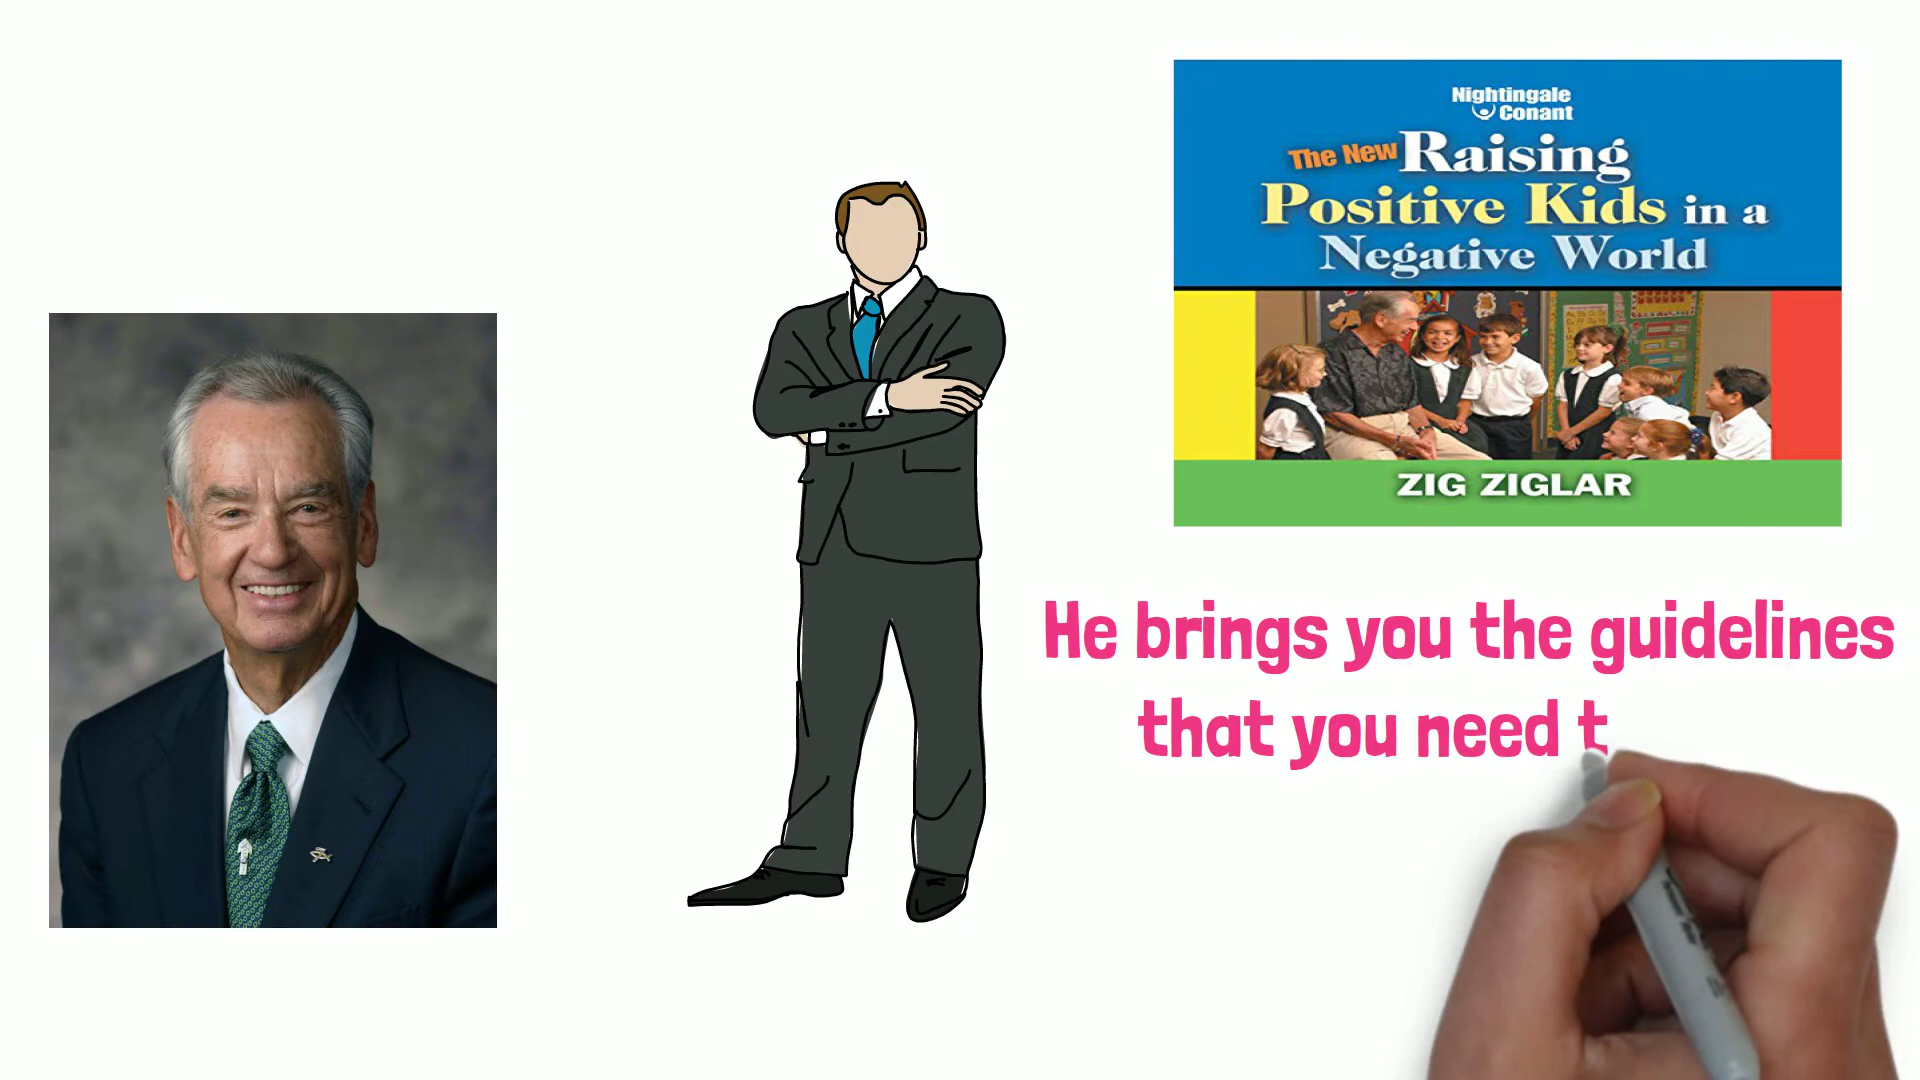 Nightingale
Conant
The New Raising
Positive Kids in a
Negative World
ZIG ZIGLAR
He brings you the guidelines
that you need t